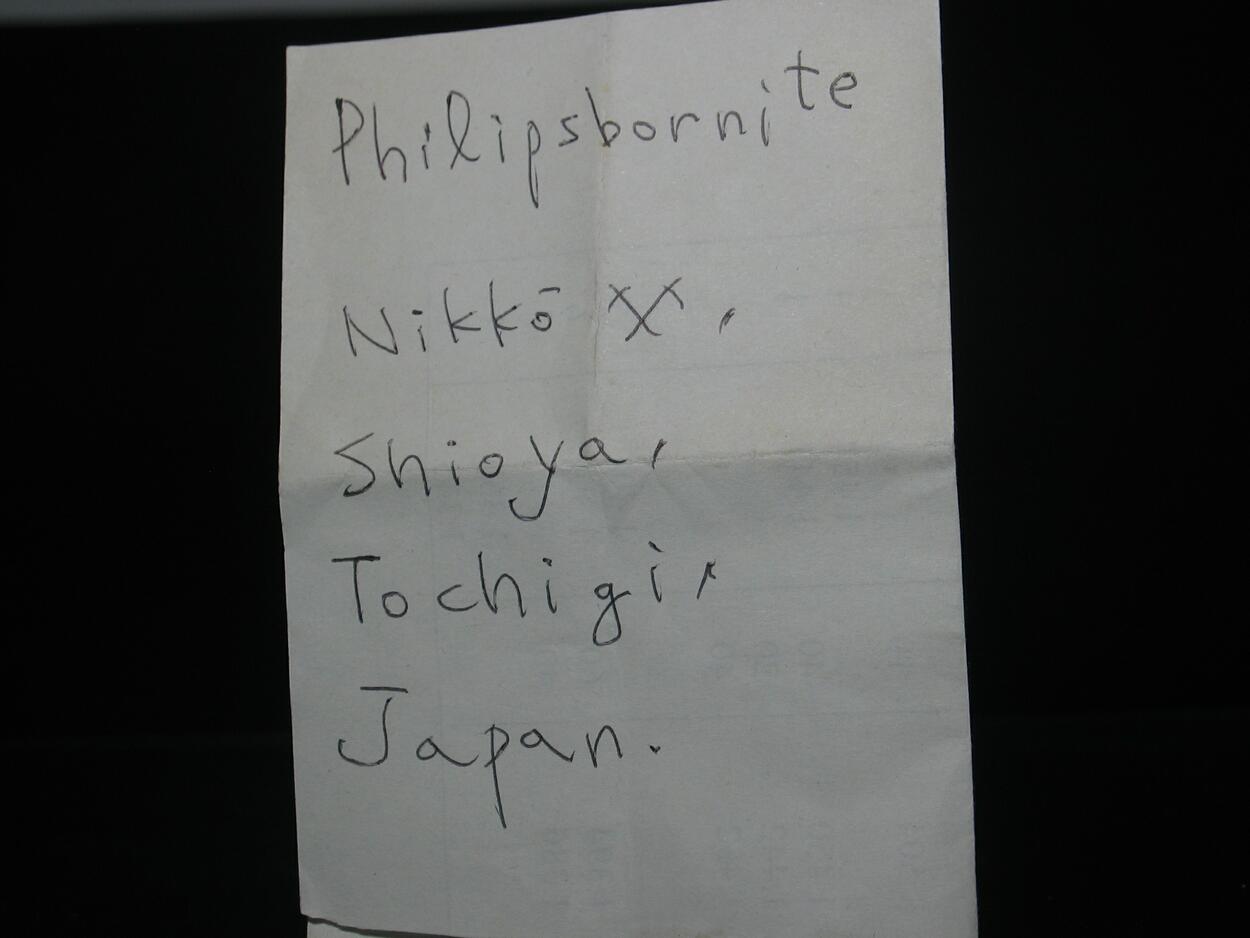 Philipsbornite
Nikkō ⛏,
Shioya,
Tochigi,
Japan.